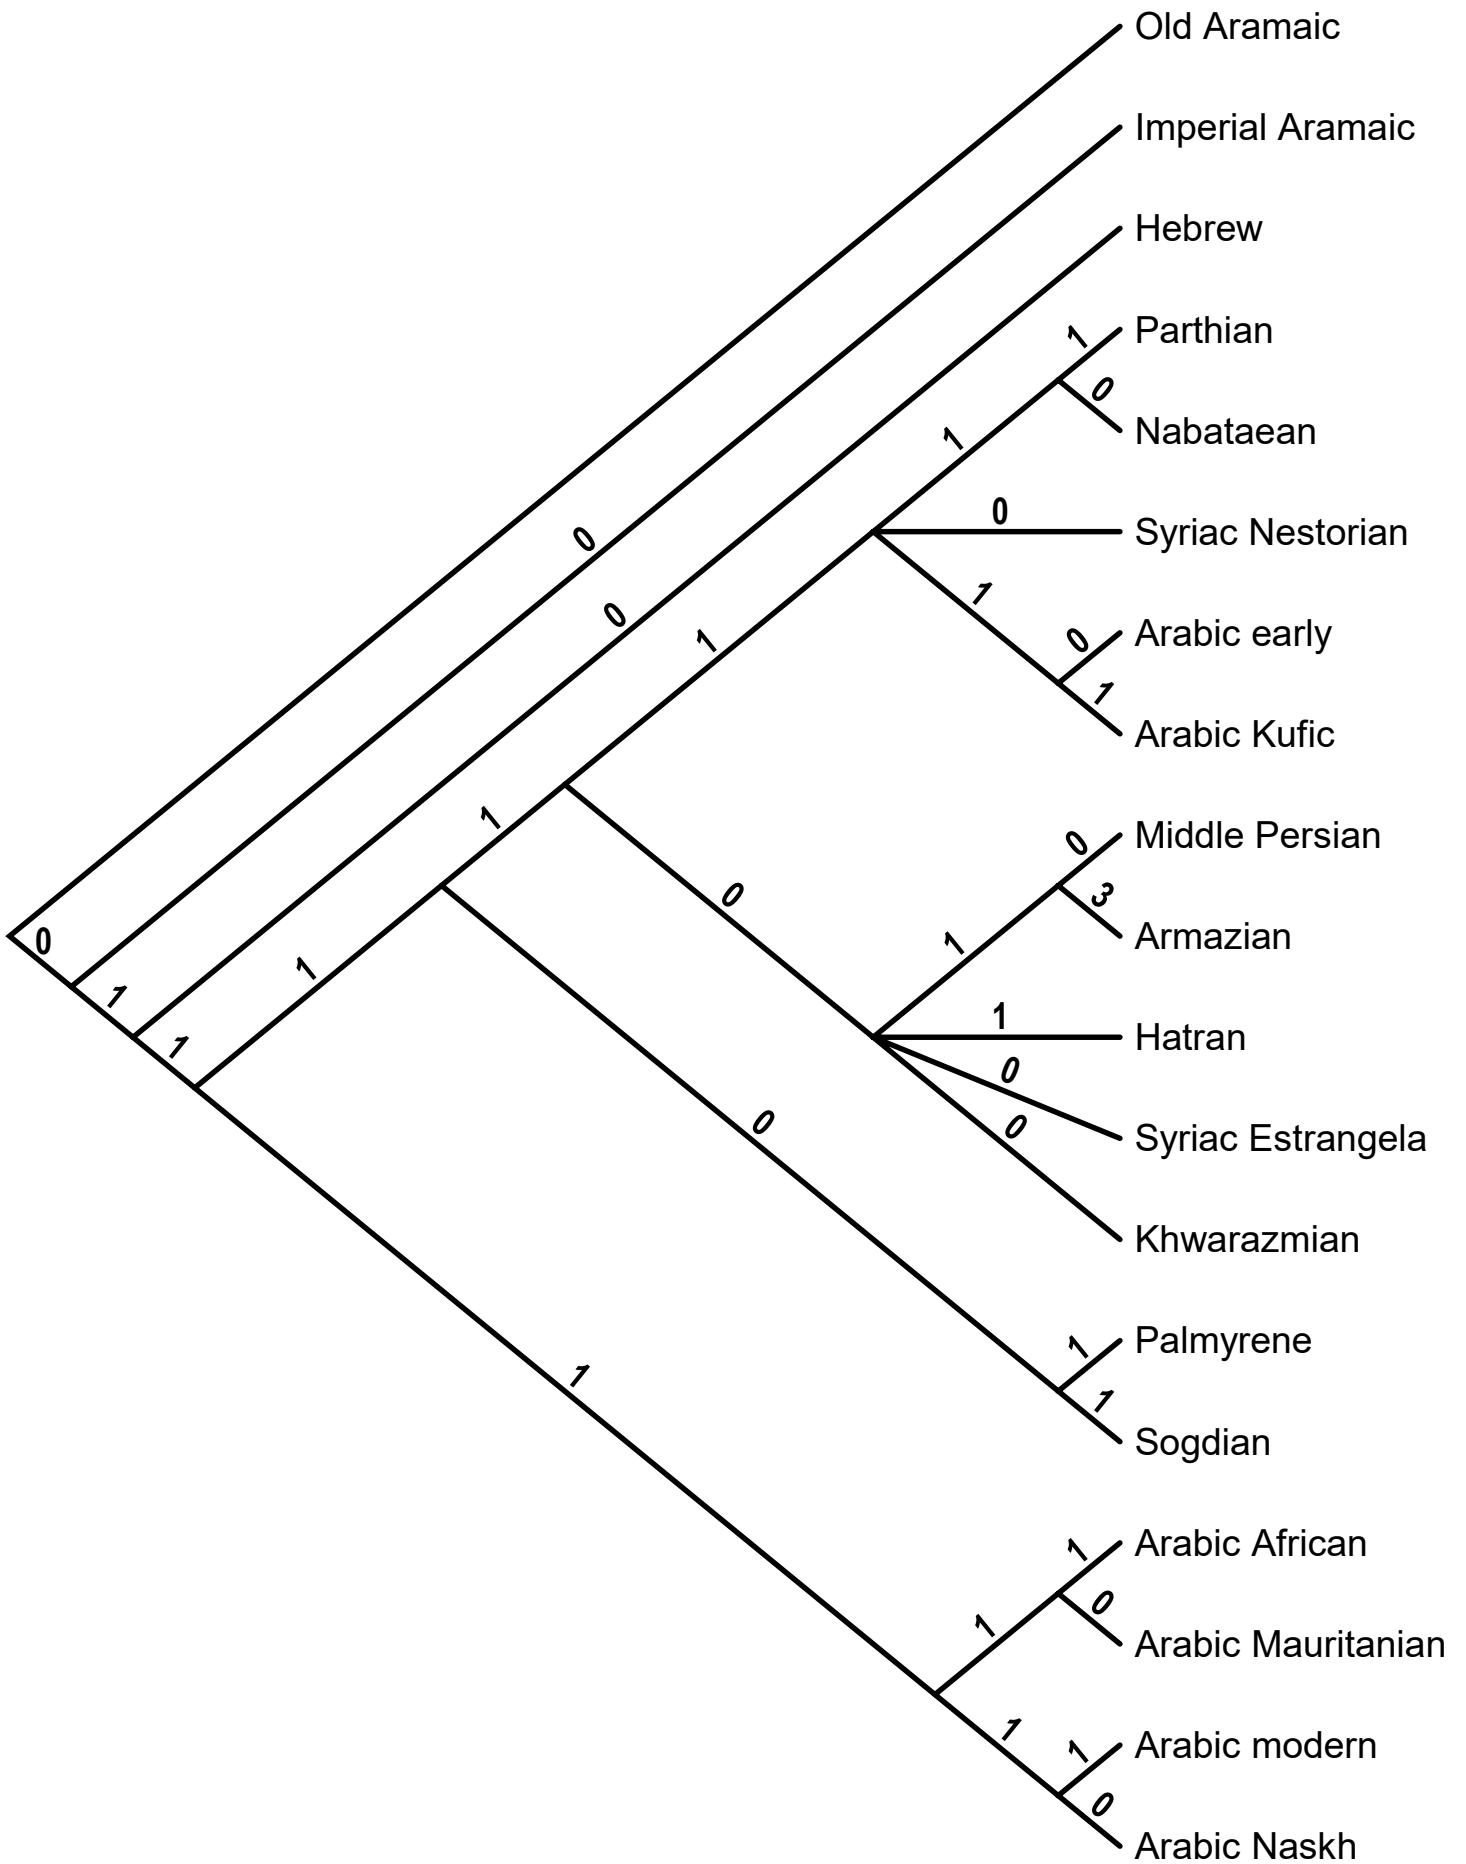 Old Aramaic
Imperial Aramaic
Hebrew
1 Parthian
0 Nabataean
1
0 Syriac Nestorian
0
1
0
1
0 Arabic early
1 Arabic Kufic
1
0 Middle Persian
0
3 Armazian
0
1
1
1
1 Hatran
1
0 Syriac Estrangela
0
0 Khwarazmian
1 Palmyrene
1
1 Sogdian
1 Arabic African
0 Arabic Mauritanian
1
1
1 Arabic modern
0 Arabic Naskh